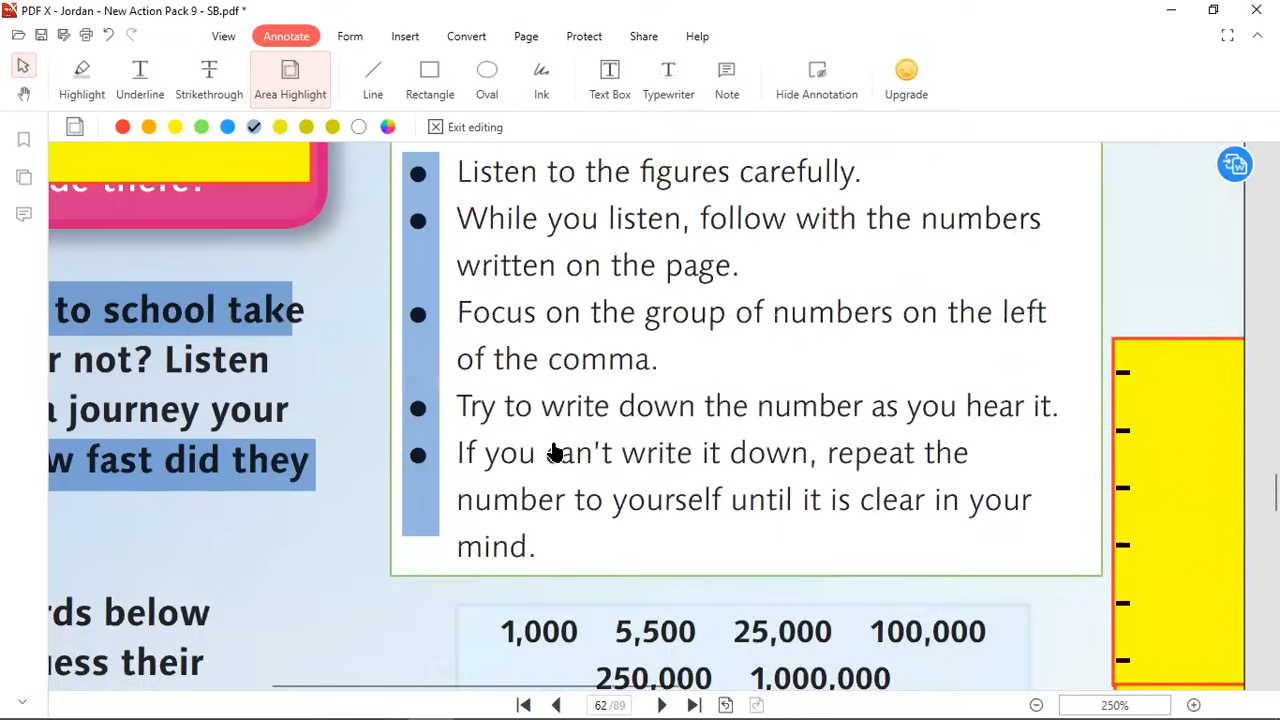 PDF X - Jordan - New Action Pack 9 - SB.pdf *
View Annotate Form Insert Convert Page Protect Share Help
Highlight Underline Strikethrough Area Highlight Line Rectangle Oval Ink Text Box Typewriter Note Hide Annotation Upgrade
Exit editing
there?
to school take
r not? Listen
journey your
w fast did they
rds below
uess their
● Listen to the figures carefully.
● While you listen, follow with the numbers
written on the page.
● Focus on the group of numbers on the left
of the comma.
● Try to write down the number as you hear it.
● If you can't write it down, repeat the
number to yourself until it is clear in your
mind.
1,000 5,500 25,000 100,000
250,000 1,000,000
62 /89
250%